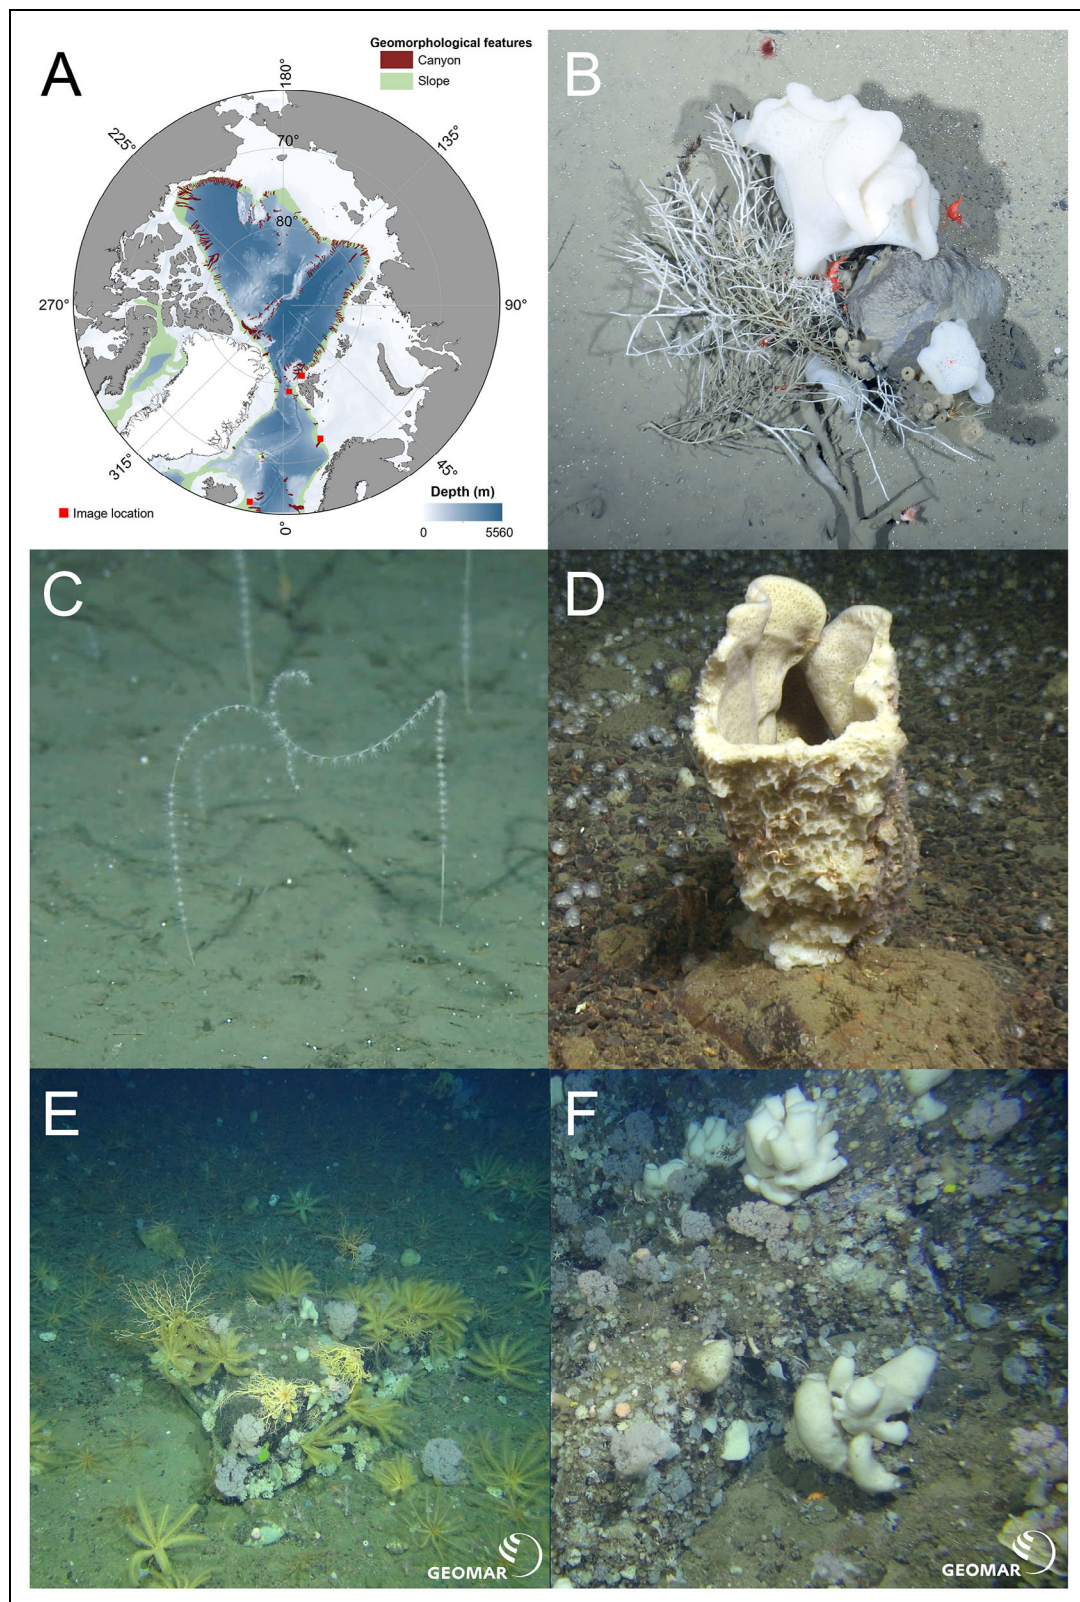 A
Geomorphological features
Canyon
Slope
180°
225°
135°
70°
80°
270°
90°
315°
45°
0°
Image location
Depth (m)
0
5560
B
C
D
E
GEOMAR
F
GEOMAR